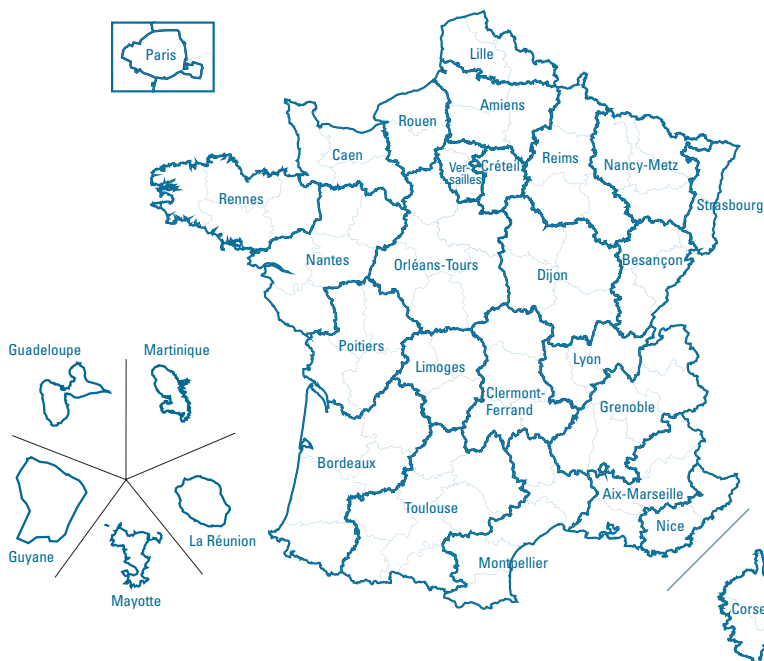 Paris
Lille
Amiens
Rouen
Caen
Ver-
sailles
Créteil
Reims
Nancy-Metz
Strasbourg
Rennes
Nantes
Orléans-Tours
Dijon
Besançon
Poitiers
Limoges
Clermont-
Ferrand
Lyon
Grenoble
Guadeloupe
Martinique
Bordeaux
Toulouse
Aix-Marseille
Nice
Montpellier
Guyane
La Réunion
Mayotte
Corse